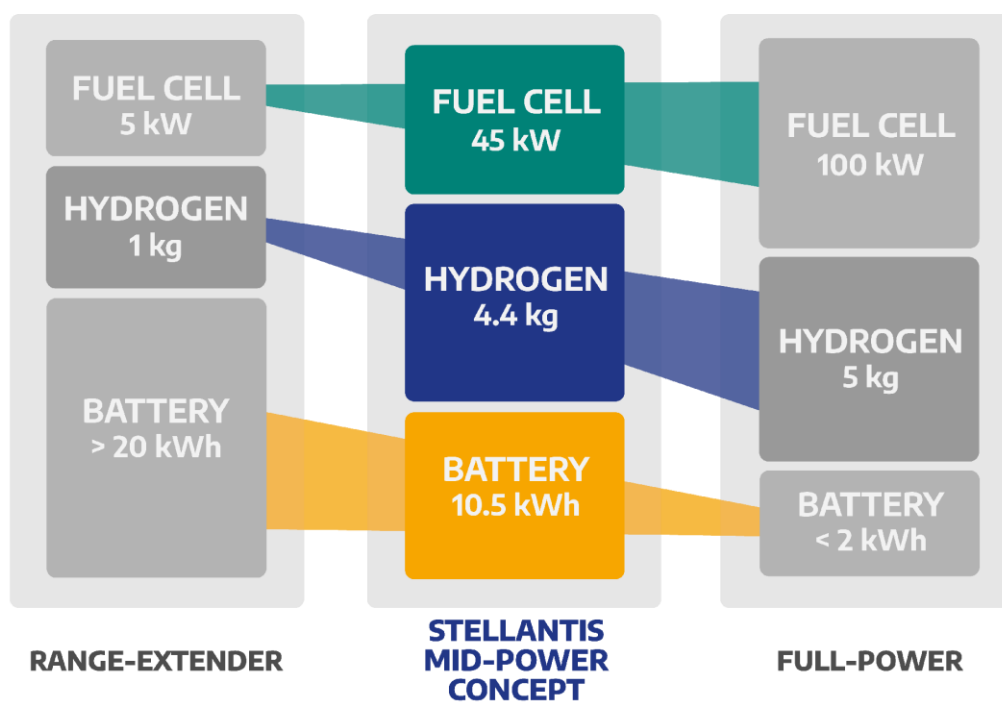 FUEL CELL
5 kW
HYDROGEN
1 kg
BATTERY
> 20 kWh
RANGE-EXTENDER
FUEL CELL
45 kW
HYDROGEN
4.4 kg
BATTERY
10.5 kWh
STELLANTIS
MID-POWER
CONCEPT
FUEL CELL
100 kW
HYDROGEN
5 kg
BATTERY
< 2 kWh
FULL-POWER